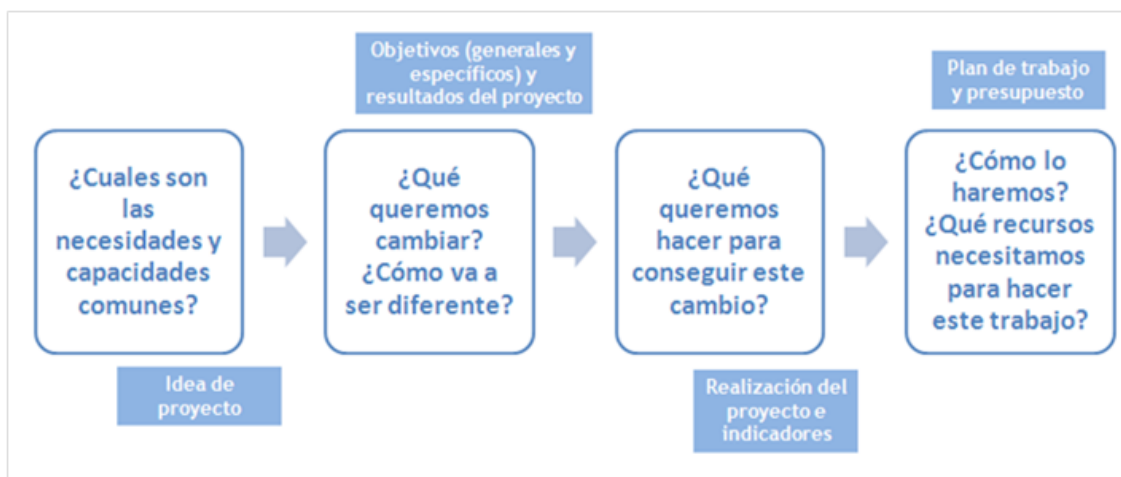 Objetivos (generales y
específicos) y
resultados del proyecto
Plan de trabajo
y presupuesto
¿Cuales son
las
necesidades y
capacidades
comunes?
¿Qué
queremos
cambiar?
¿Cómo va a
ser diferente?
¿Qué
queremos
hacer para
conseguir este
cambio?
¿Cómo lo
haremos?
¿Qué recursos
necesitamos
para hacer
este trabajo?
Idea de
proyecto
Realización del
proyecto e
indicadores